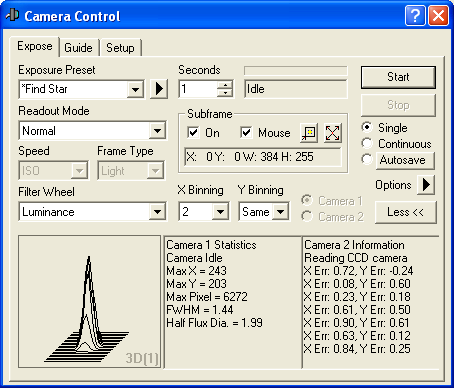 Camera Control
Expose Guide Setup
Exposure Preset
*Find Star
Seconds
1
Idle
Start
Stop
Readout Mode
Normal
Subframe
On Mouse
X: 0 Y: 0 W: 384 H: 255
Single
Continuous
Autosave
Speed Frame Type
ISO Light
Filter Wheel
Luminance
X Binning Y Binning
2 Same
Camera 1
Camera 2
Options
Less <<
3D(1)
Camera 1 Statistics
Camera Idle
Max X = 243
Max Y = 203
Max Pixel = 6272
FWHM = 1.44
Half Flux Dia. = 1.99
Camera 2 Information
Reading CCD camera
X Err: 0.72, Y Err: -0.24
X Err: 0.08, Y Err: 0.60
X Err: 0.23, Y Err: 0.18
X Err: 0.61, Y Err: 0.50
X Err: 0.90, Y Err: 0.61
X Err: 0.63, Y Err: 0.12
X Err: 0.84, Y Err: 0.25